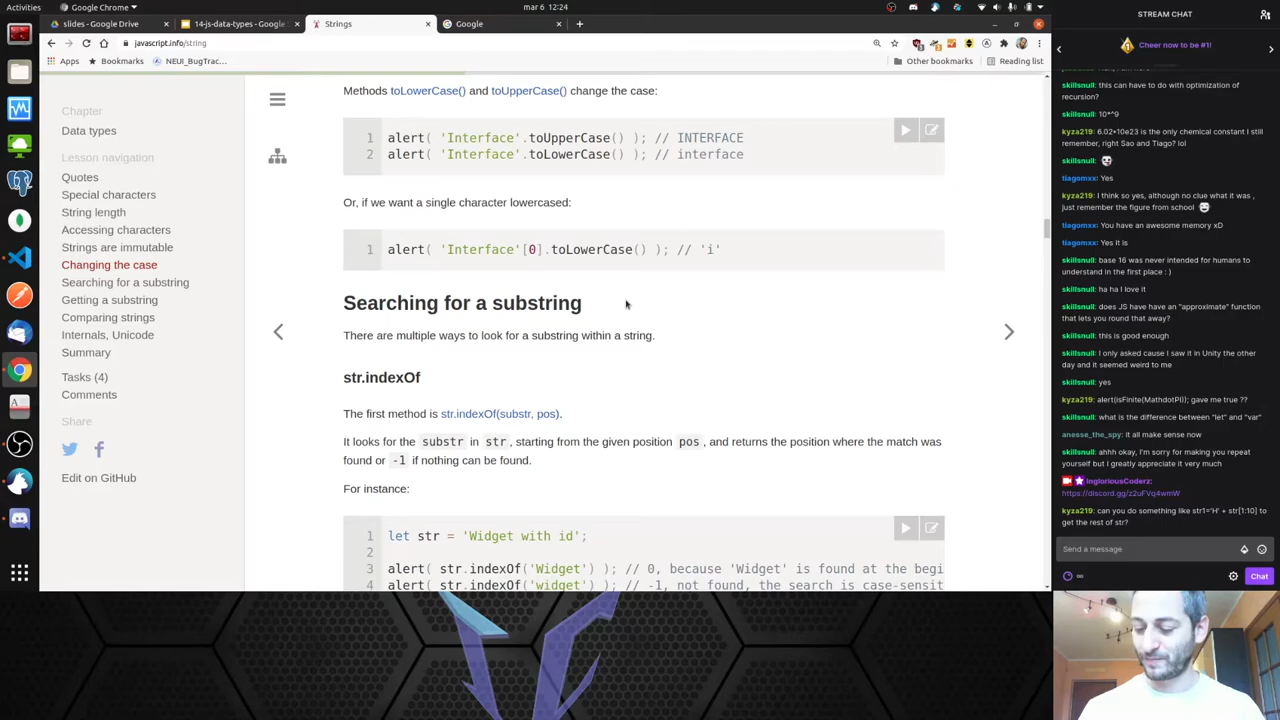 Activities
Google Chrome
mar 6 12:24
slides - Google Drive
14-js-data-types - Google
Strings
Google
javascript.info/string
Apps
Bookmarks
NEUI_BugTrac...
Other bookmarks
Reading list
Chapter
Data types
Lesson navigation
Quotes
Special characters
String length
Accessing characters
Strings are immutable
Changing the case
Searching for a substring
Getting a substring
Comparing strings
Internals, Unicode
Summary
Tasks (4)
Comments
Share
Edit on GitHub
Methods toLowerCase() and toUpperCase() change the case:
1 alert( 'Interface'.toUpperCase() ); // INTERFACE
2 alert( 'Interface'.toLowerCase() ); // interface
Or, if we want a single character lowercased:
1 alert( 'Interface'[0].toLowerCase() ); // 'i'
Searching for a substring
There are multiple ways to look for a substring within a string.
str.indexOf
The first method is str.indexOf(substr, pos).
It looks for the substr in str, starting from the given position pos, and returns the position where the match was
found or -1 if nothing can be found.
For instance:
1 let str = 'Widget with id';
2
3 alert( str.indexOf('Widget') ); // 0, because 'Widget' is found at the begi
4 alert( str.indexOf('widget') ); // -1, not found, the search is case-sensit
STREAM CHAT
Cheer now to be #1!
skillsnull: this can have to do with optimization of
recursion?
skillsnull: 10*^9
kyza219: 6.02*10e23 is the only chemical constant I still
remember, right Sao and Tiago? lol
skillsnull:
tiagomxx: Yes
kyza219: I think so yes, although no clue what it was ,
just remember the figure from school
tiagomxx: You have an awesome memory xD
tiagomxx: Yes it is
skillsnull: base 16 was never intended for humans to
understand in the first place : )
skillsnull: ha ha I love it
skillsnull: does JS have have an "approximate" function
that lets you round that away?
skillsnull: this is good enough
skillsnull: I only asked cause I saw it in Unity the other
day and it seemed weird to me
skillsnull: yes
kyza219: alert(isFinite(MathdotPI)); gave me true ??
skillsnull: what is the difference between "let" and "var"
anesse_the_spy: it all make sense now
skillsnull: ahhh okay, I'm sorry for making you repeat
yourself but I greatly appreciate it very much
IngloriousCoderz:
https://discord.gg/z2uFVq4wmW
kyza219: can you do something like str1='H' + str[1:10] to
get the rest of str?
Send a message
Chat